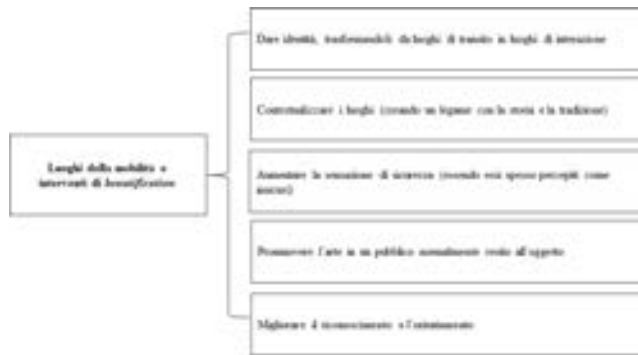 Dare identità, trasformandoli da luoghi di transito in luoghi di interazione
Contestualizzare i luoghi (creando un legame con la storia e la tradizione)
Luoghi della mobilità e
interventi di beautification
Aumentare la sensazione di sicurezza (essendo essi spesso percepiti come
insicuri)
Promuovere l'arte in un pubblico normalmente all'oggetto
Migliorare il riconoscimento e l'orientamento